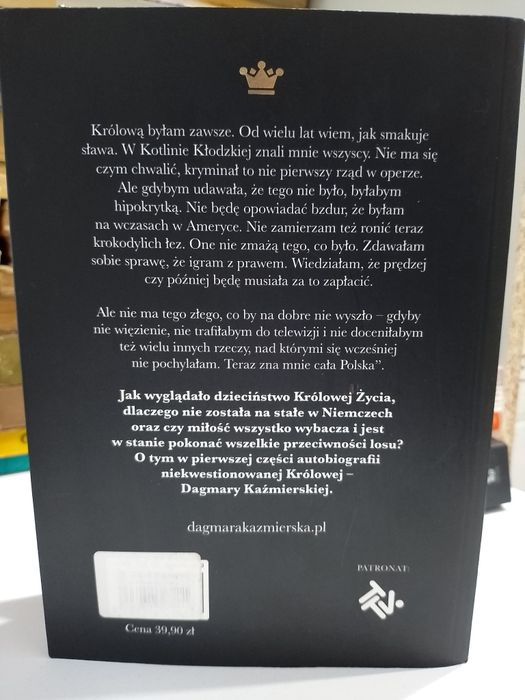 Królową byłam zawsze. Od wielu lat wiem, jak smakuje
sława. W Kotlinie Kłodzkiej znali mnie wszyscy. Nie ma się
czym chwalić, kryminał to nie pierwszy rząd w operze.
Ale gdybym udawała, że tego nie było, byłabym
hipokrytką. Nie będę opowiadać bzdur, że byłam
na wczasach w Ameryce. Nie zamierzam też ronić teraz
krokodylich łez. One nie zmażą tego, co było. Zdawałam
sobie sprawę, że igram z prawem. Wiedziałam, że prędzej
czy później będę musiała za to zapłacić.
Ale nie ma tego złego, co by na dobre nie wyszło – gdyby
nie więzienie, nie trafiłabym do telewizji i nie doceniłabym
też wielu innych rzeczy, nad którymi się wcześniej
nie pochylałam. Teraz zna mnie cała Polska”.
Jak wyglądało dzieciństwo Królowej Życia,
dlaczego nie została na stałe w Niemczech
oraz czy miłość wszystko wybacza i jest
w stanie pokonać wszelkie przeciwności losu?
O tym w pierwszej części autobiografii
niekwestionowanej Królowej –
Dagmary Kaźmierskiej.
dagmarakazmierska.pl
PATRONAT:
TTV
Cena 39,90 zł